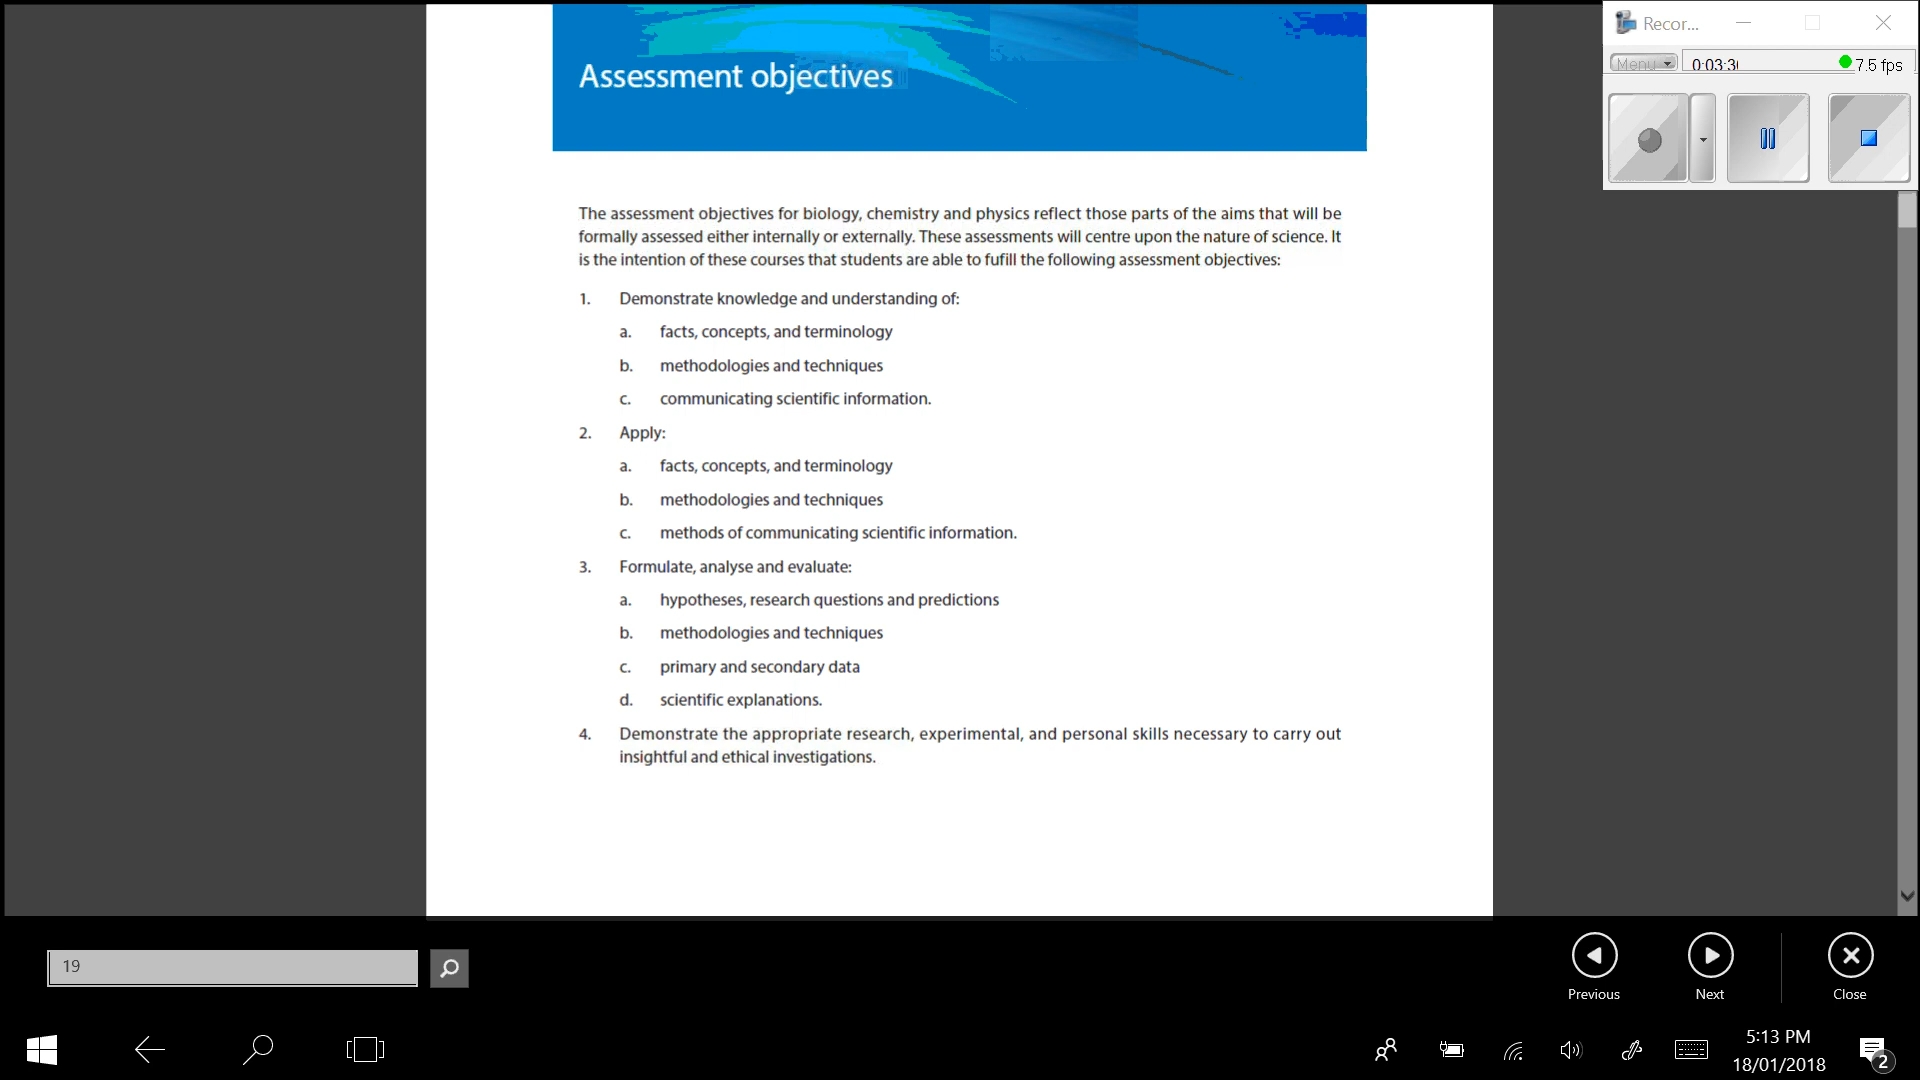 Assessment objectives
Recor...
Menu
0:03:3
7.5 fps
The assessment objectives for biology, chemistry and physics reflect those parts of the aims that will be
formally assessed either internally or externally. These assessments will centre upon the nature of science. It
is the intention of these courses that students are able to fufill the following assessment objectives:
1. Demonstrate knowledge and understanding of:
a. facts, concepts, and terminology
b. methodologies and techniques
c. communicating scientific information.
2. Apply:
a. facts, concepts, and terminology
b. methodologies and techniques
c. methods of communicating scientific information.
3. Formulate, analyse and evaluate:
a. hypotheses, research questions and predictions
b. methodologies and techniques
c. primary and secondary data
d. scientific explanations.
4. Demonstrate the appropriate research, experimental, and personal skills necessary to carry out
insightful and ethical investigations.
19
Previous
Next
Close
5:13 PM
18/01/2018
2